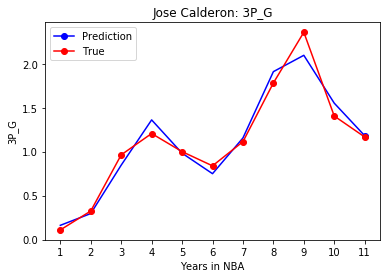 Jose Calderon: 3P_G
Prediction
True
3P_G
2.0
1.5
1.0
0.5
0.0
1 2 3 4 5 6 7 8 9 10 11
Years in NBA